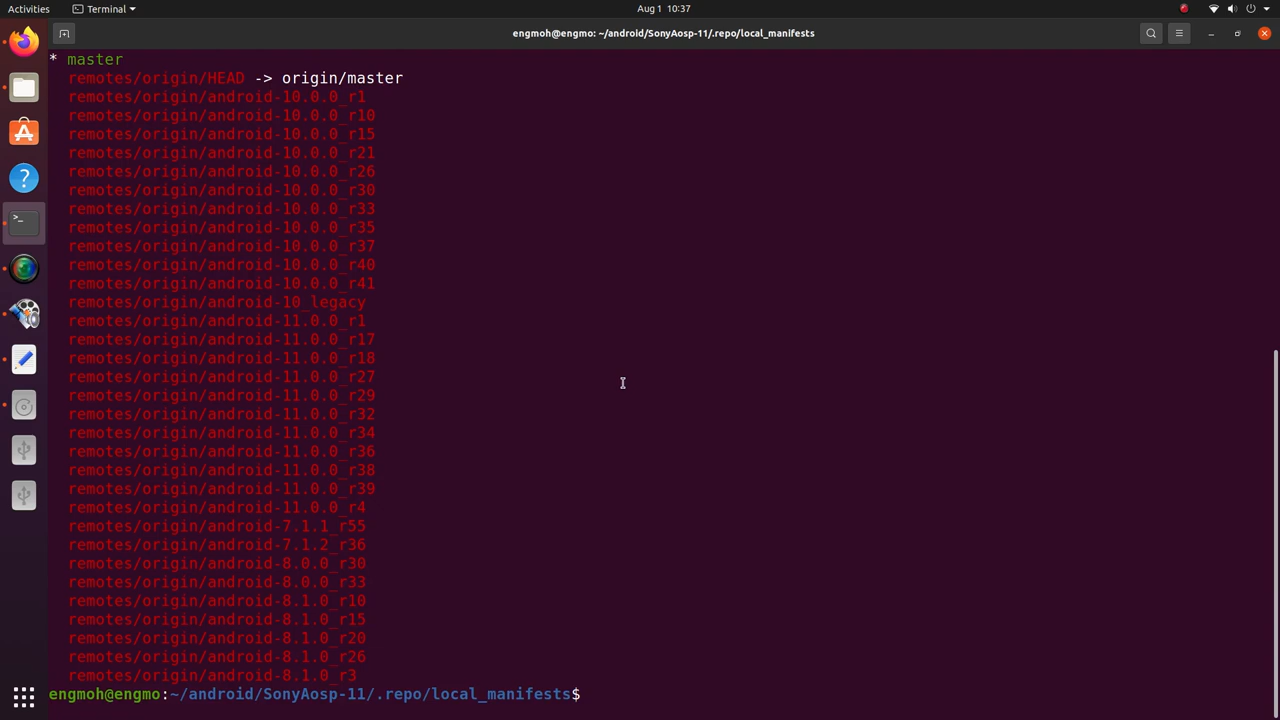 Activities
Terminal
Aug 1 10:37
engmoh@engmo: ~/android/SonyAosp-11/.repo/local_manifests
* master
remotes/origin/HEAD -> origin/master
remotes/origin/android-10.0.0_r1
remotes/origin/android-10.0.0_r10
remotes/origin/android-10.0.0_r15
remotes/origin/android-10.0.0_r21
remotes/origin/android-10.0.0_r26
remotes/origin/android-10.0.0_r30
remotes/origin/android-10.0.0_r33
remotes/origin/android-10.0.0_r35
remotes/origin/android-10.0.0_r37
remotes/origin/android-10.0.0_r40
remotes/origin/android-10.0.0_r41
remotes/origin/android-10_legacy
remotes/origin/android-11.0.0_r1
remotes/origin/android-11.0.0_r17
remotes/origin/android-11.0.0_r18
remotes/origin/android-11.0.0_r27
remotes/origin/android-11.0.0_r29
remotes/origin/android-11.0.0_r32
remotes/origin/android-11.0.0_r34
remotes/origin/android-11.0.0_r36
remotes/origin/android-11.0.0_r38
remotes/origin/android-11.0.0_r39
remotes/origin/android-11.0.0_r4
remotes/origin/android-7.1.1_r55
remotes/origin/android-7.1.2_r36
remotes/origin/android-8.0.0_r30
remotes/origin/android-8.0.0_r33
remotes/origin/android-8.1.0_r10
remotes/origin/android-8.1.0_r15
remotes/origin/android-8.1.0_r20
remotes/origin/android-8.1.0_r26
remotes/origin/android-8.1.0_r3
engmoh@engmo:~/android/SonyAosp-11/.repo/local_manifests$